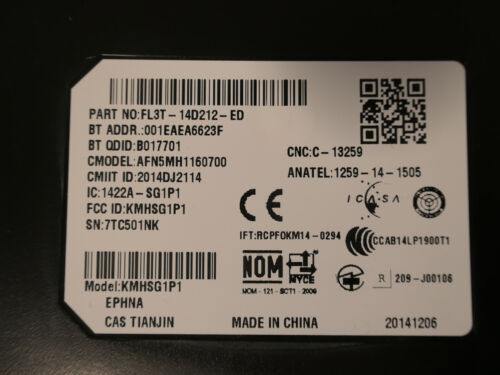 PART NO:FL3T-14D212-ED
BT ADDR.:001EAEA6623F
BT QDID:B017701
CMODEL:AFN5MH1160700
CMIIT ID:2014DJ2114
IC:1422A-SG1P1
FCC ID:KMHSG1P1
SN:7TC501NK
CNC:C-13259
ANATEL:1259-14-1505
CE
ICASA
IFT:RCPFOKM14-0294
CCAB14LP1900T1
NOM NYCE
NOM-121-SCT1-2009
R 209-J00106
Model:KMHSG1P1
EPHNA
CAS TIANJIN
MADE IN CHINA
20141206